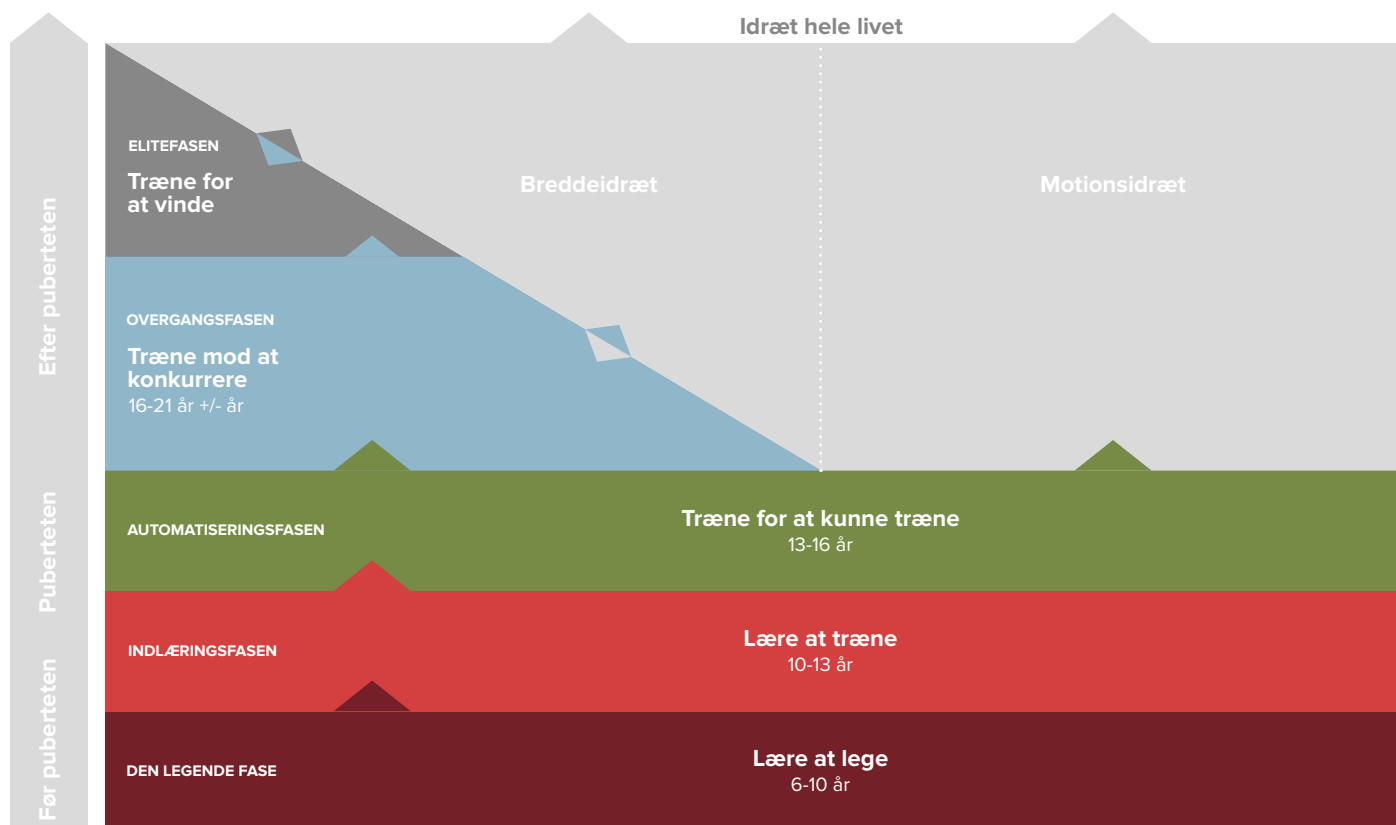 Idræt hele livet
Efter puberteten
Puberteten
Før puberteten
ELITEFASEN
Træne for
at vinde
Breddeidræt
Motionsidræt
OVERGANGSFASEN
Træne mod at
konkurrere
16-21 år +/- år
AUTOMATISERINGSFASEN
Træne for at kunne træne
13-16 år
INDLÆRINGSFASEN
Lære at træne
10-13 år
DEN LEGENDE FASE
Lære at lege
6-10 år